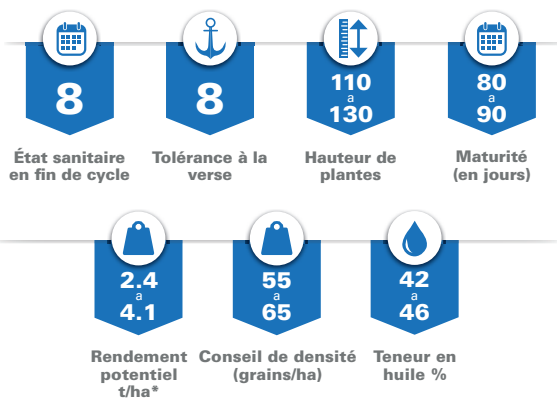 8
8
110
a
130
80
a
90
État sanitaire
en fin de cycle
Tolérance à la
verse
Hauteur de
plantes
Maturité
(en jours)
2.4
a
4.1
55
a
65
42
a
46
Rendement
potentiel
t/ha*
Conseil de densité
(grains/ha)
Teneur en
huile %